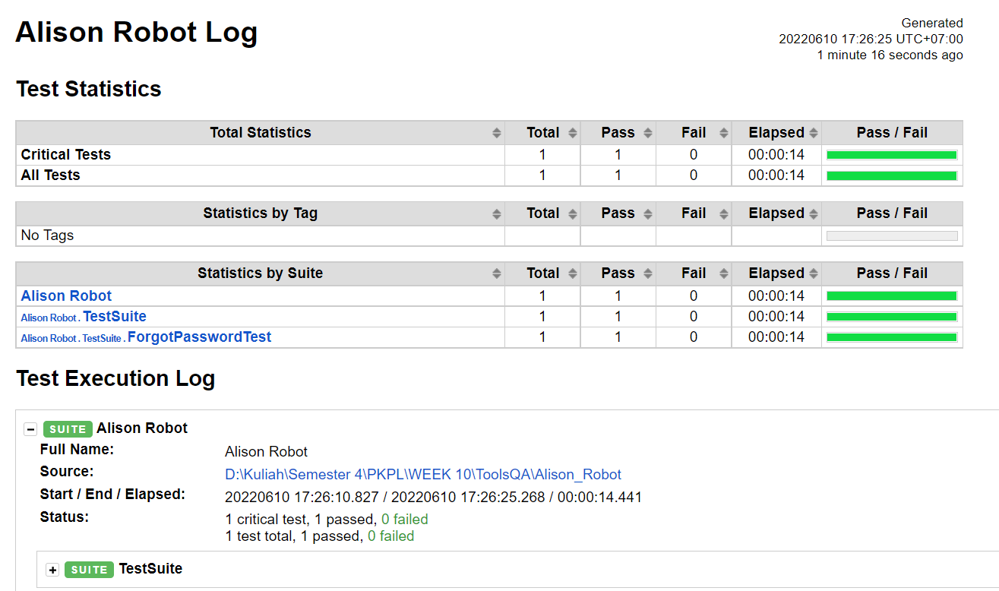 Alison Robot Log
Generated
20220610 17:26:25 UTC+07:00
1 minute 16 seconds ago
Test Statistics
Total Statistics Total Pass Fail Elapsed Pass / Fail
Critical Tests 1 1 0 00:00:14
All Tests 1 1 0 00:00:14
Statistics by Tag Total Pass Fail Elapsed Pass / Fail
No Tags
Statistics by Suite Total Pass Fail Elapsed Pass / Fail
Alison Robot 1 1 0 00:00:14
Alison Robot . TestSuite 1 1 0 00:00:14
Alison Robot . TestSuite . ForgotPasswordTest 1 1 0 00:00:14
Test Execution Log
- SUITE Alison Robot
Full Name: Alison Robot
Source: D:\Kuliah\Semester 4\PKPL\WEEK 10\ToolsQA\Alison_Robot
Start / End / Elapsed: 20220610 17:26:10.827 / 20220610 17:26:25.268 / 00:00:14.441
Status: 1 critical test, 1 passed, 0 failed
1 test total, 1 passed, 0 failed
+ SUITE TestSuite